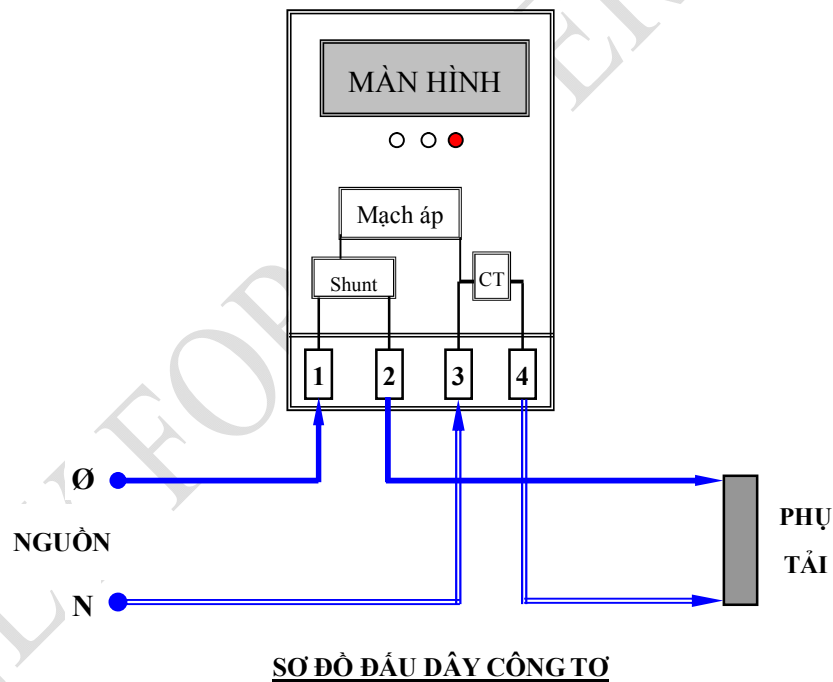 MÀN HÌNH
Mạch áp
Shunt
CT
1 2 3 4
Ø
NGUỒN
N
PHỤ
TẢI
SƠ ĐỒ ĐẤU DÂY CÔNG TƠ